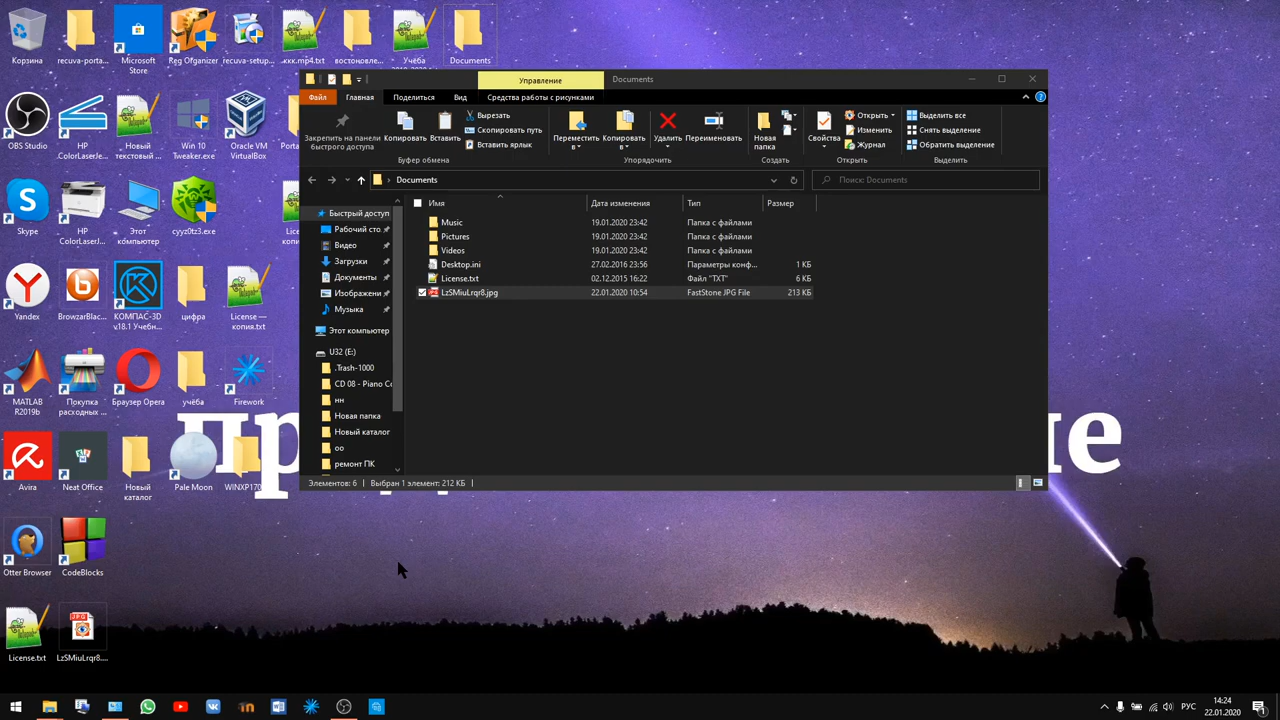 Корзина
recuva-porta...
Microsoft
Store
Reg Organizer
recuva-setup...
ккк.mp4.txt
востоновле...
Учёба
Documents
OBS Studio
HP
ColorLaserJe...
Новый
текстовый ...
Win 10
Tweaker.exe
Oracle VM
VirtualBox
Skype
HP
ColorLaserJ...
Этот
компьютер
cyyz0tz3.exe
Yandex
BrowzarBlac...
КОМПАС-3D
v18.1 Учебн...
цифра
License —
копия.txt
MATLAB
R2019b
Покупка
расходных ...
Браузер Opera
учёба
Firework
Avira
Neat Office
Новый
каталог
Pale Moon
WINXP170...
Otter Browser
CodeBlocks
License.txt
LzSMiuLrqr8....
JPG
Управление
Documents
Файл
Главная
Поделиться
Вид
Средства работы с рисунками
Закрепить на панели
быстрого доступа
Копировать
Вставить
Вырезать
Скопировать путь
Вставить ярлык
Буфер обмена
Переместить
в
Копировать
в
Удалить
Переименовать
Упорядочить
Новая
папка
Создать
Свойства
Открыть
Изменить
Журнал
Открыть
Выделить все
Снять выделение
Обратить выделение
Выделить
Documents
Поиск: Documents
Имя
Дата изменения
Тип
Размер
Music 19.01.2020 23:42 Папка с файлами
Pictures 19.01.2020 23:42 Папка с файлами
Videos 19.01.2020 23:42 Папка с файлами
Desktop.ini 27.02.2016 23:56 Параметры конф... 1 КБ
License.txt 02.12.2015 16:22 Файл "TXT" 6 КБ
LzSMiuLrqr8.jpg 22.01.2020 10:54 FastStone JPG File 213 КБ
Быстрый доступ
Рабочий сто
Видео
Загрузки
Документы
Изображени
Музыка
Этот компьютер
U32 (E:)
.Trash-1000
CD 08 - Piano Co
нн
Новая папка
Новый каталог
оо
ремонт ПК
Элементов: 6
Выбран 1 элемент: 212 КБ
РУС
14:24
22.01.2020